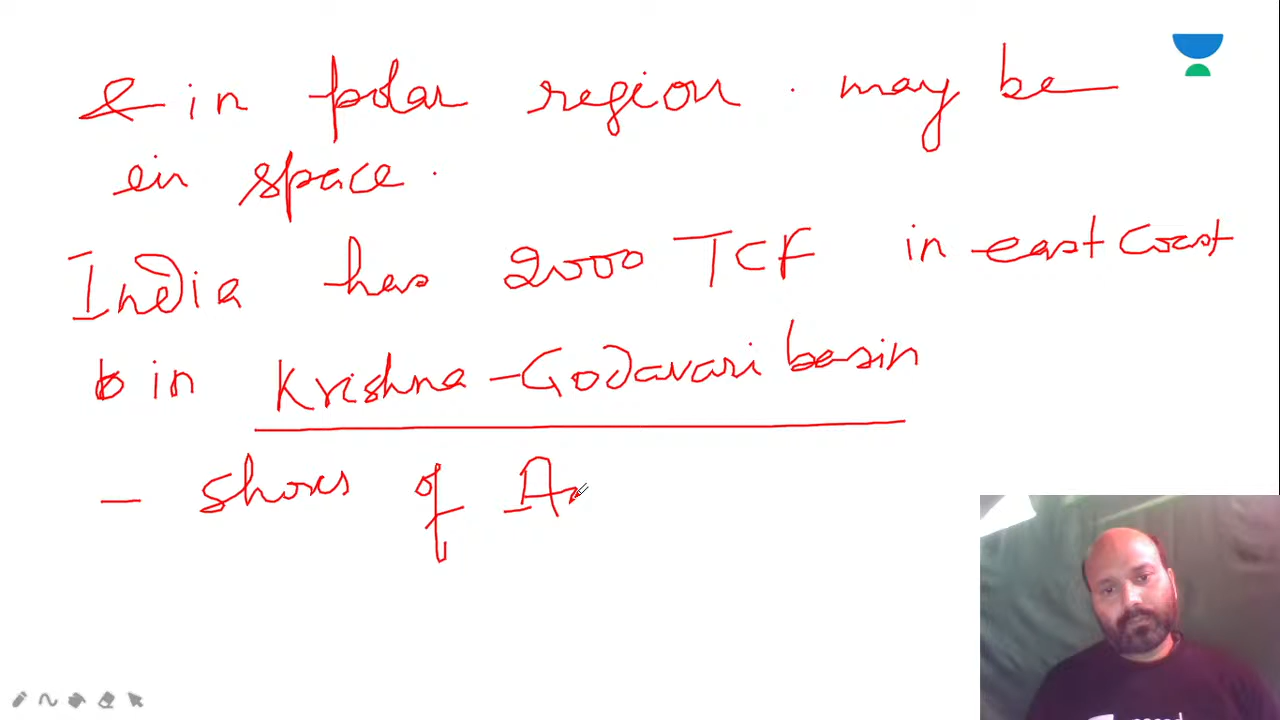 & in polar region . may be
in space .
India has 2000 TCF in east coast
in Krishna - Godavari basin
- shores of An